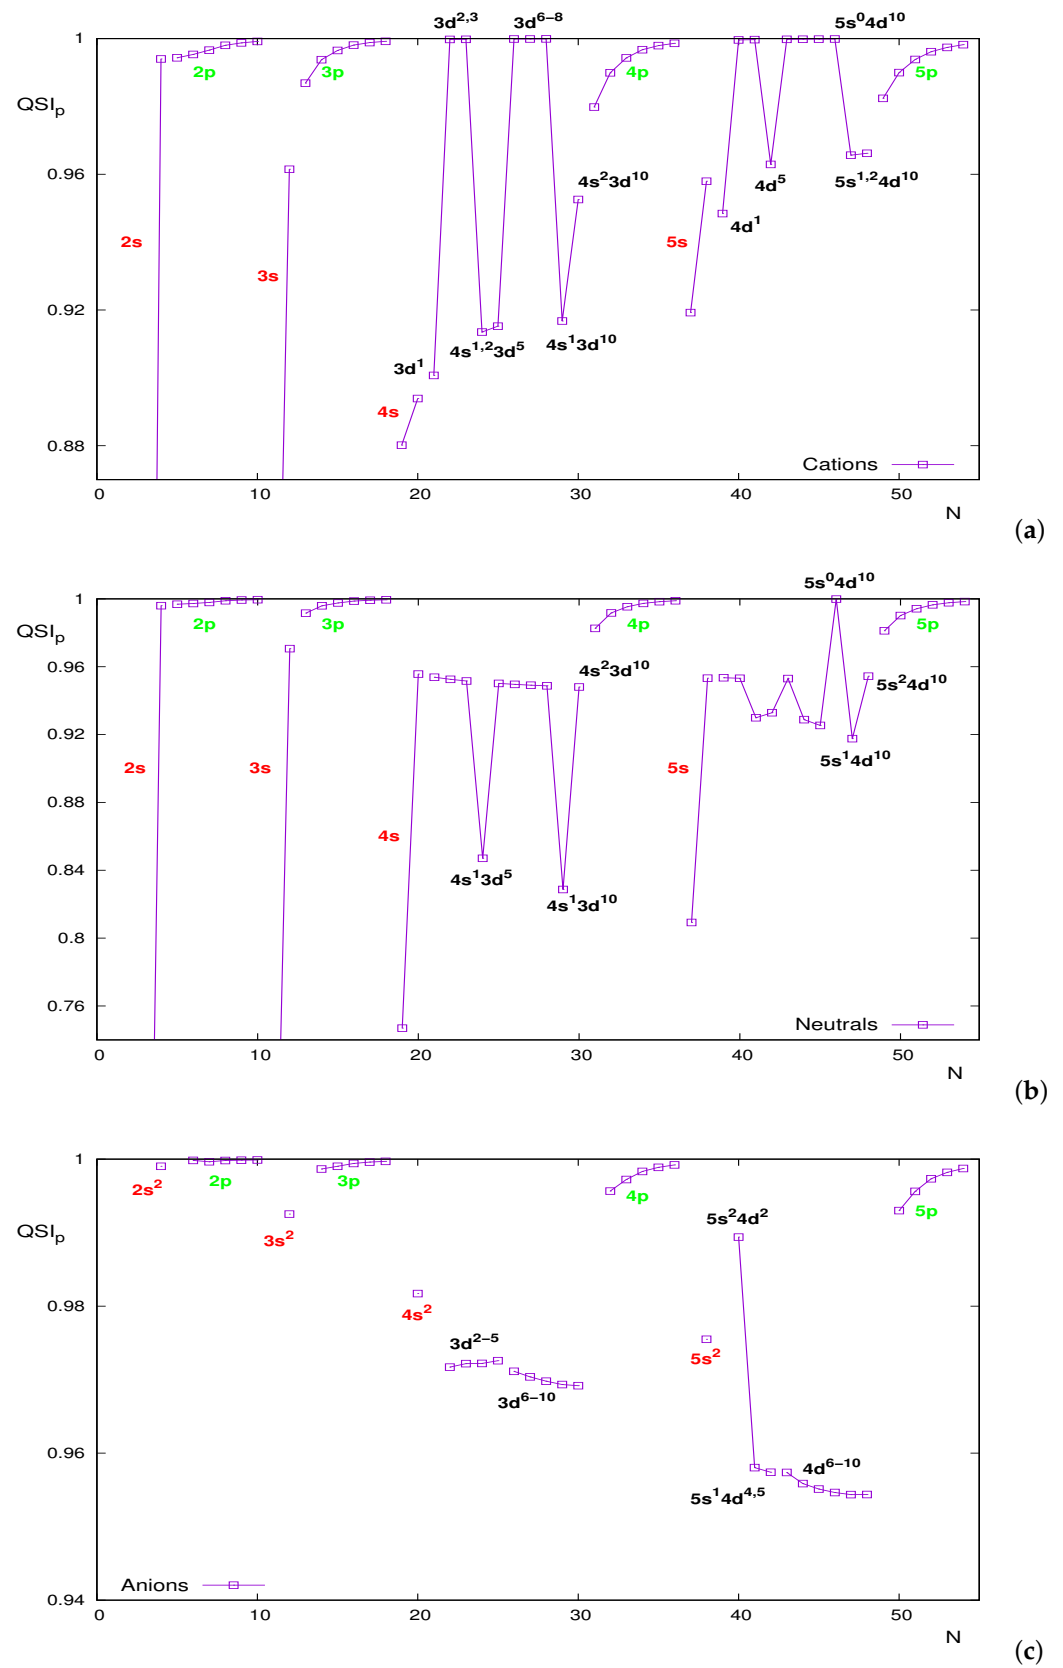 1
3d2,3
3d6−8
5s04d10
2p
3p
4p
5p
QSIp
0.96
4s23d10
4d5
5s1,24d10
4d1
2s
5s
3s
0.92
4s1,23d5
4s13d10
3d1
4s
0.88
Cations
0 10 20 30 40 50
N
(a)
5s04d10
1
QSIp
2p
3p
4p
5p
0.96
4s23d10
5s24d10
0.92
5s14d10
2s
3s
5s
0.88
4s
0.84
4s13d5
4s13d10
0.8
0.76
Neutrals
0 10 20 30 40 50
N
(b)
1
2s2
2p
3p
4p
5p
QSIp
3s2
5s24d2
0.98
4s2
3d2−5
5s2
3d6−10
0.96
4d6−10
5s14d4,5
Anions
0.94
0 10 20 30 40 50
N
(c)